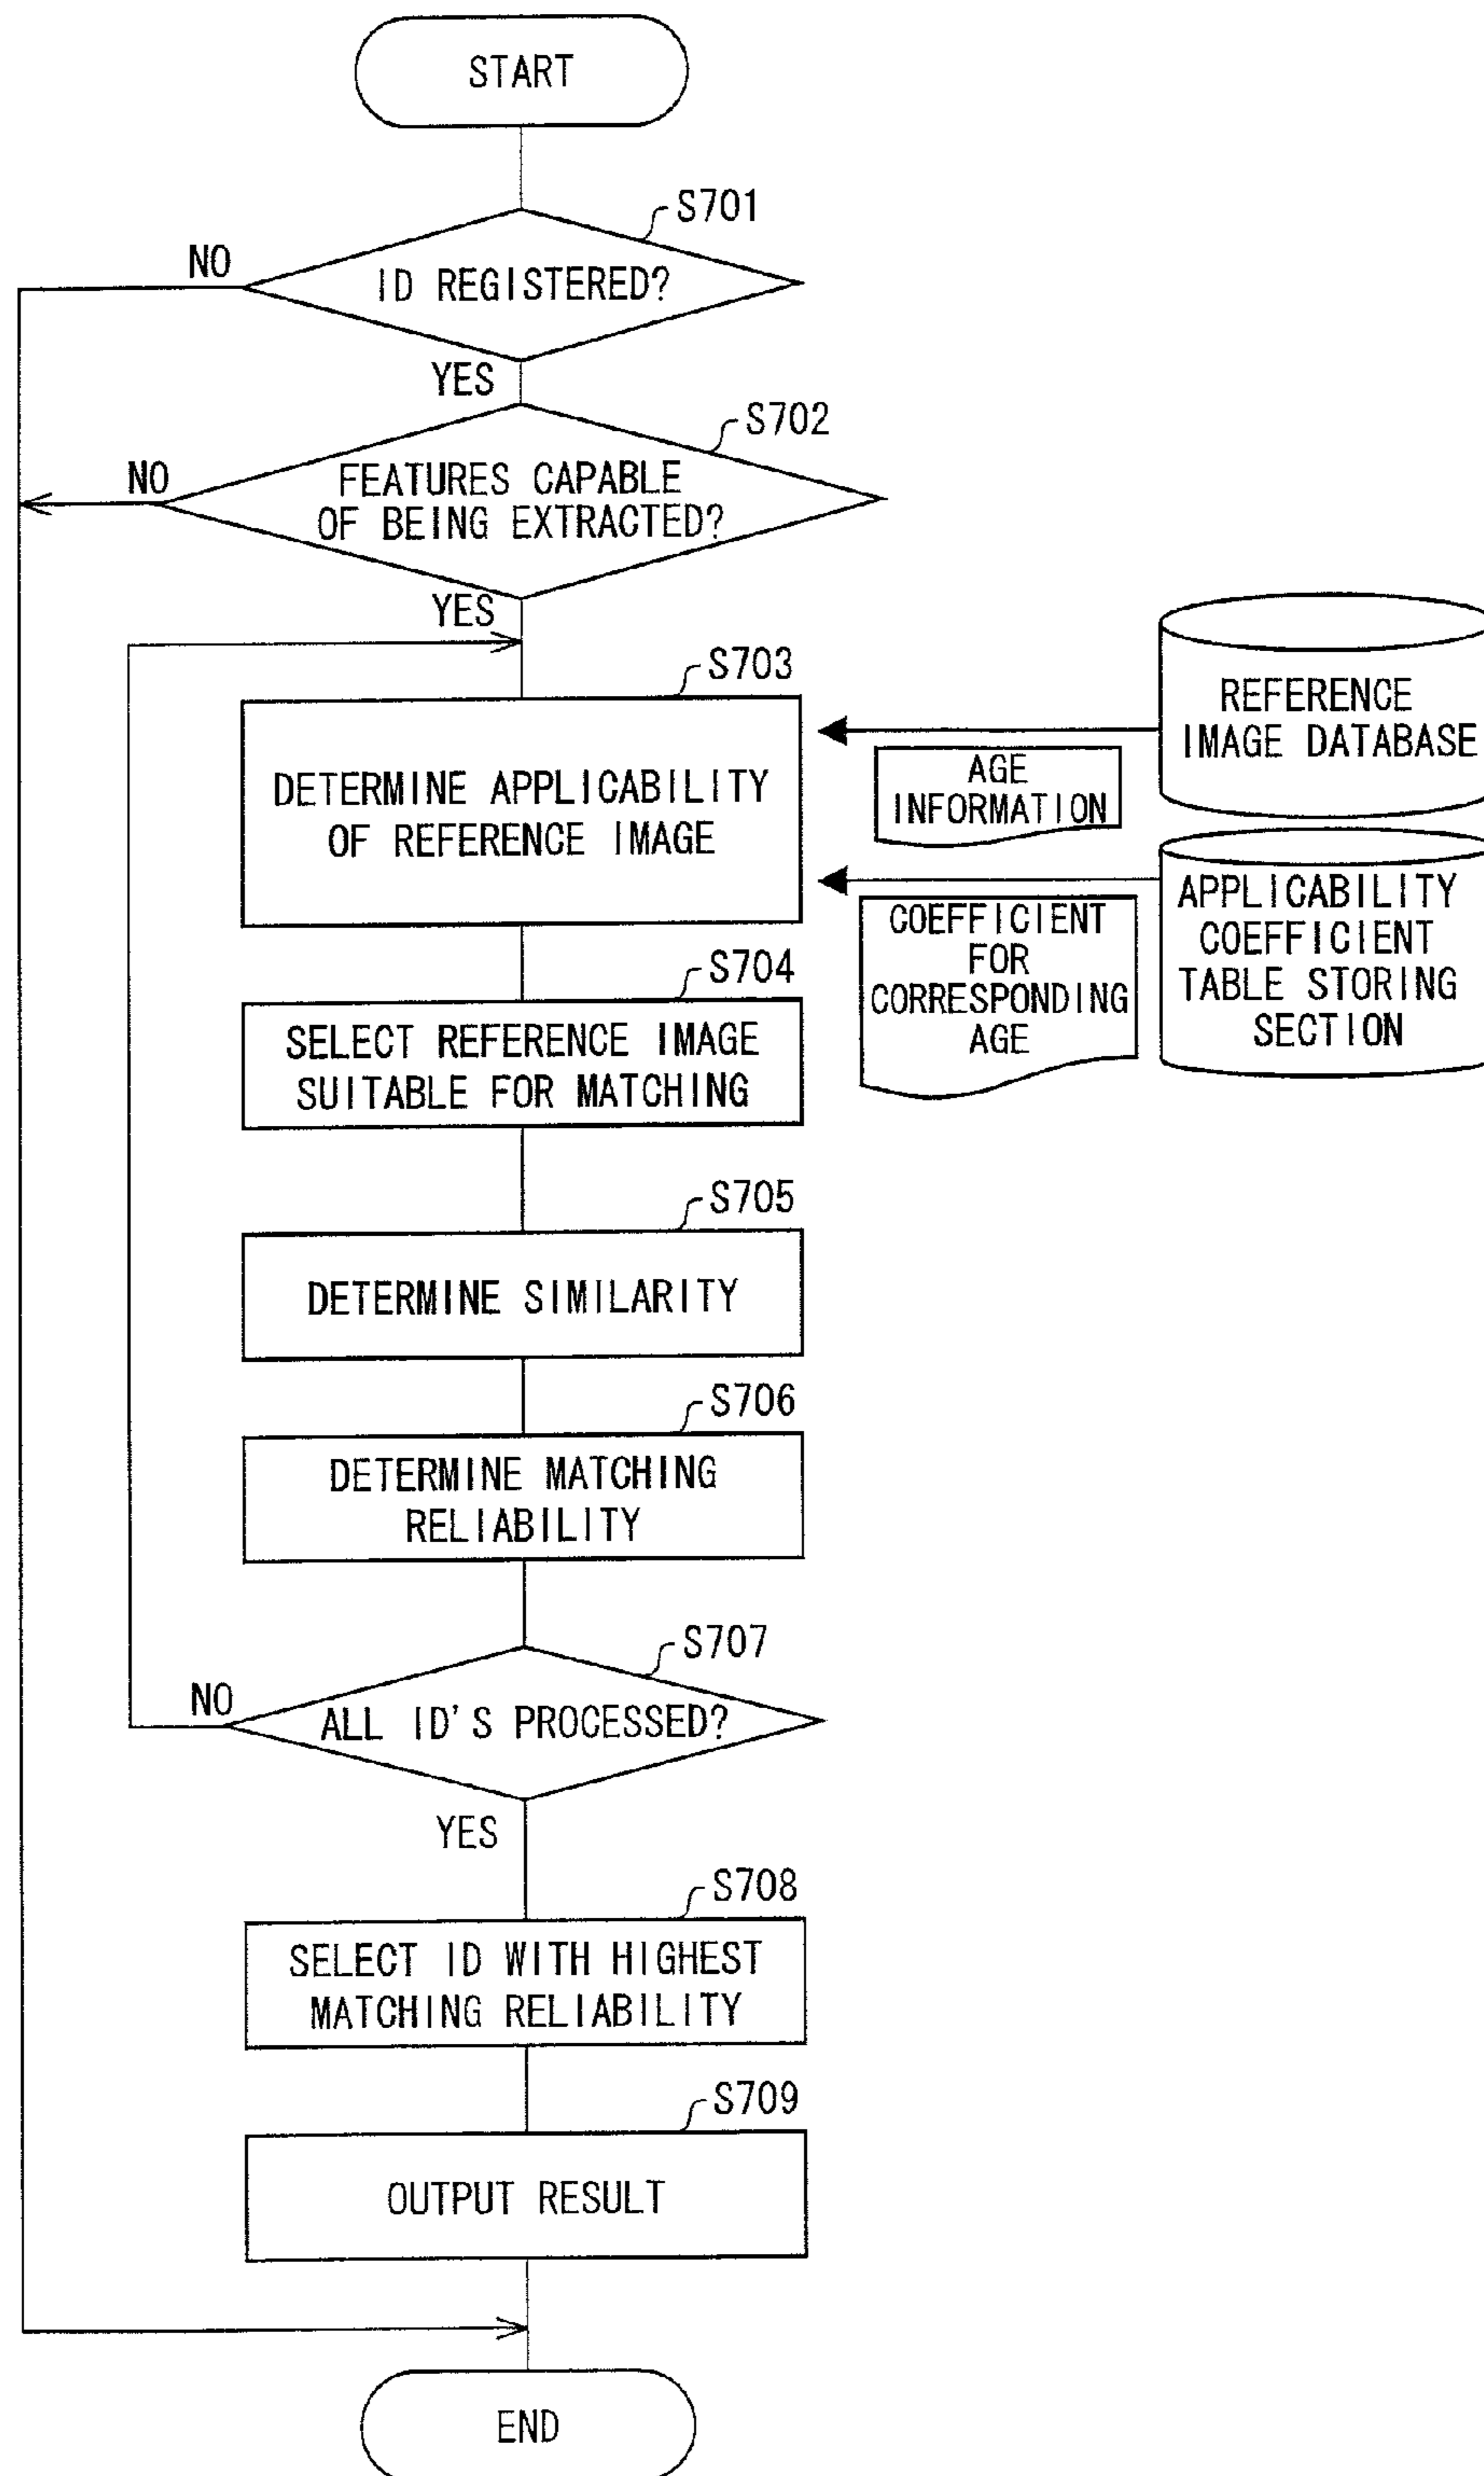 START
S701
NO
ID REGISTERED?
YES
S702
NO
FEATURES CAPABLE
OF BEING EXTRACTED?
YES
S703
DETERMINE APPLICABILITY
OF REFERENCE IMAGE
REFERENCE
IMAGE DATABASE
AGE
INFORMATION
APPLICABILITY
COEFFICIENT
TABLE STORING
SECTION
COEFFICIENT
FOR
CORRESPONDING
AGE
S704
SELECT REFERENCE IMAGE
SUITABLE FOR MATCHING
S705
DETERMINE SIMILARITY
S706
DETERMINE MATCHING
RELIABILITY
S707
NO
ALL ID'S PROCESSED?
YES
S708
SELECT ID WITH HIGHEST
MATCHING RELIABILITY
S709
OUTPUT RESULT
END